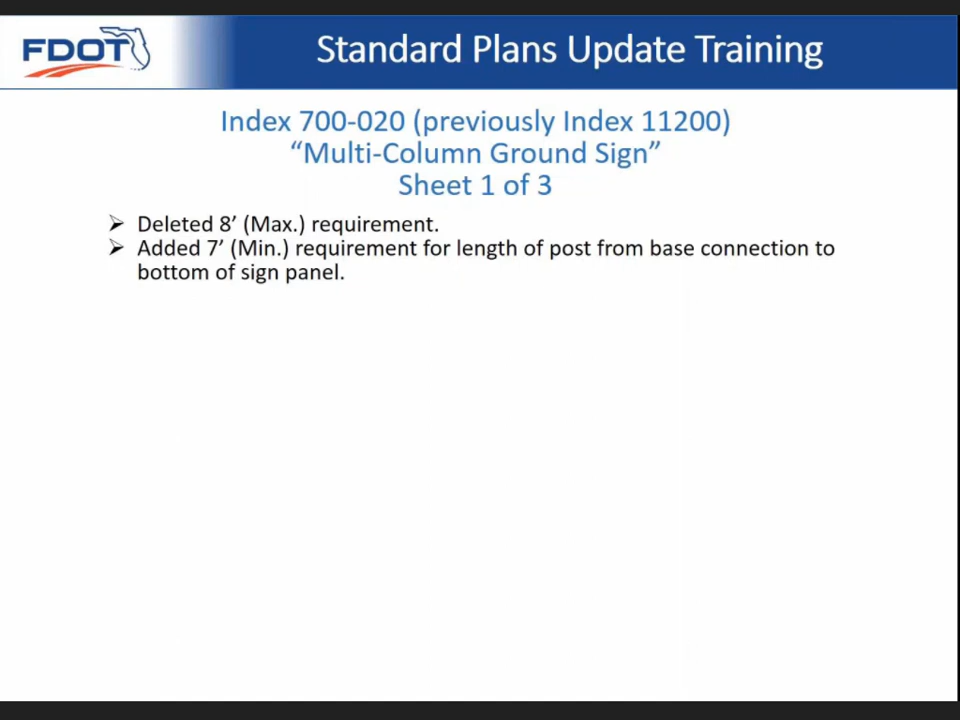 FDOT
Standard Plans Update Training
Index 700-020 (previously Index 11200)
“Multi-Column Ground Sign”
Sheet 1 of 3
➢ Deleted 8’ (Max.) requirement.
➢ Added 7’ (Min.) requirement for length of post from base connection to
bottom of sign panel.